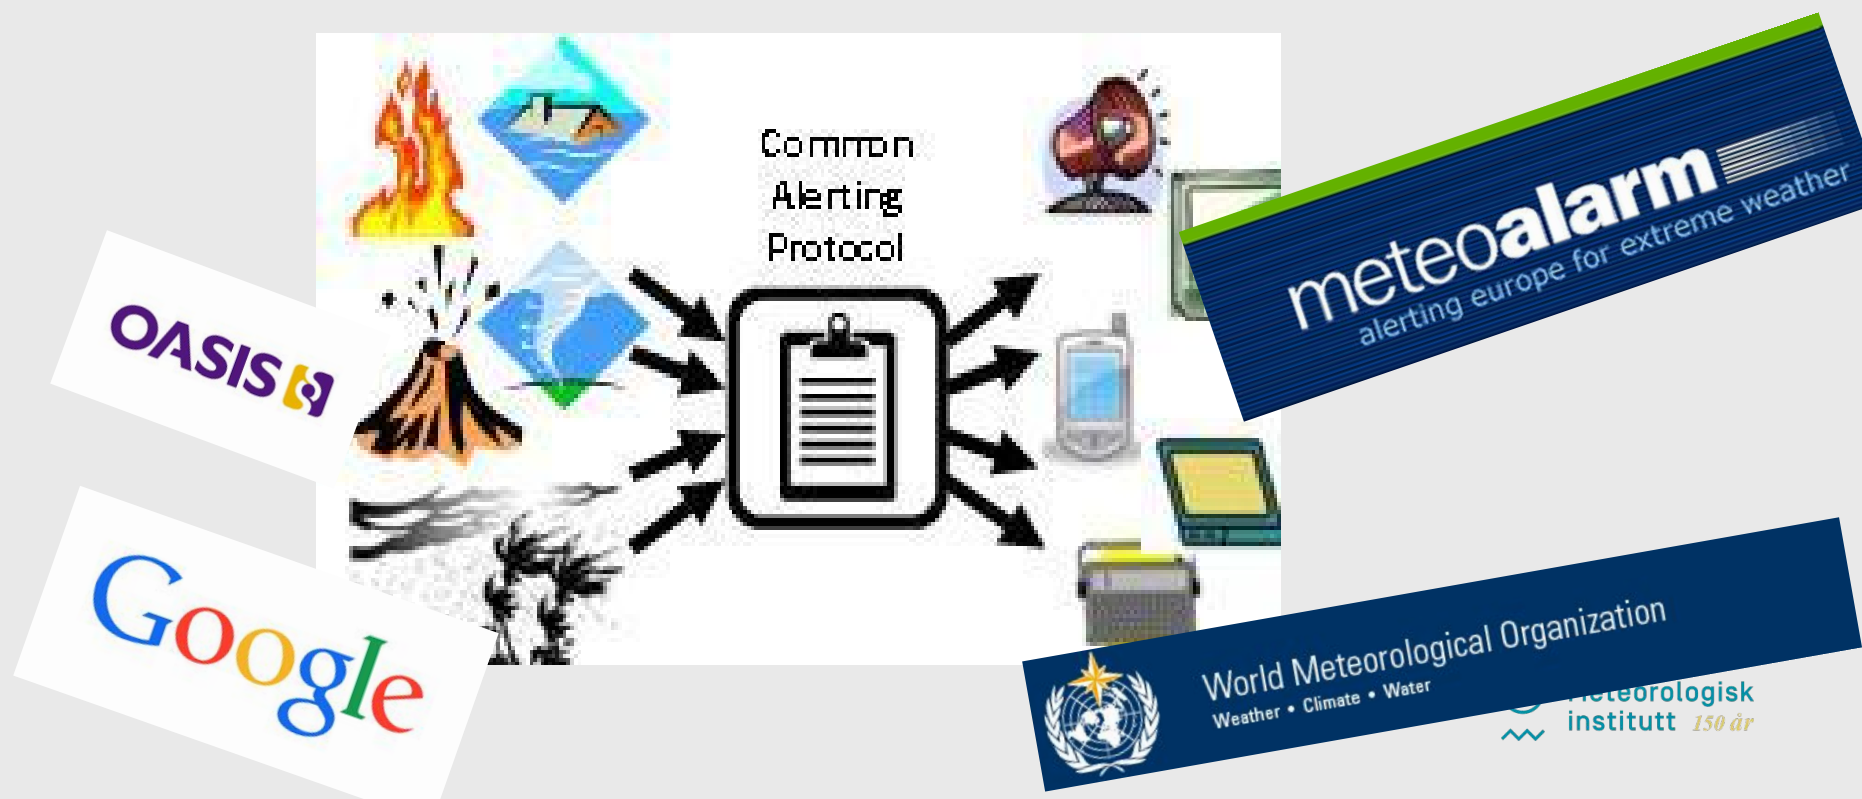 Common
Alerting
Protocol
meteoalarm
alerting europe for extreme weather
OASIS
Google
World Meteorological Organization
Weather • Climate • Water
Meteorologisk
institutt 150 år